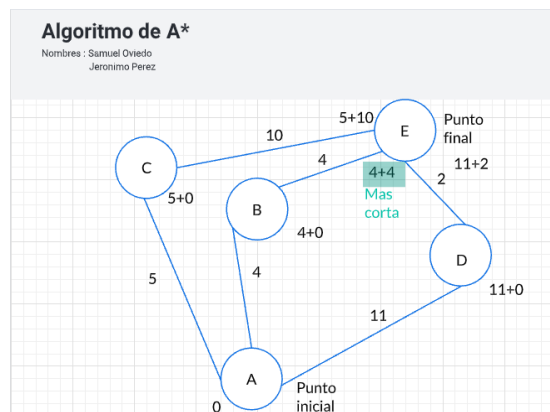 Algoritmo de A*
Nombres : Samuel Oviedo
Jeronimo Perez
5+10
E
Punto
final
10
4
11+2
C
4+4
2
5+0
Mas
corta
B
4+0
D
5
4
11+0
11
A
Punto
inicial
0